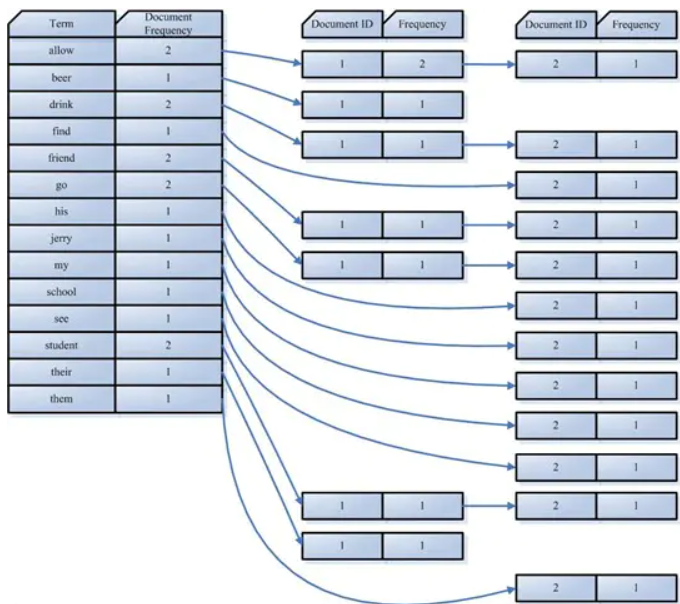 Term Document Frequency Document ID Frequency Document ID Frequency
allow 2 1 2 2 1
beer 1 1 1
drink 2 1 1 2 1
find 1 2 1
friend 2 1 1 2 1
go 2 1 1 2 1
his 1 2 1
jerry 1 2 1
my 1 2 1
school 1 2 1
see 1 2 1
student 2 1 1 2 1
their 1 1 1
them 1 2 1